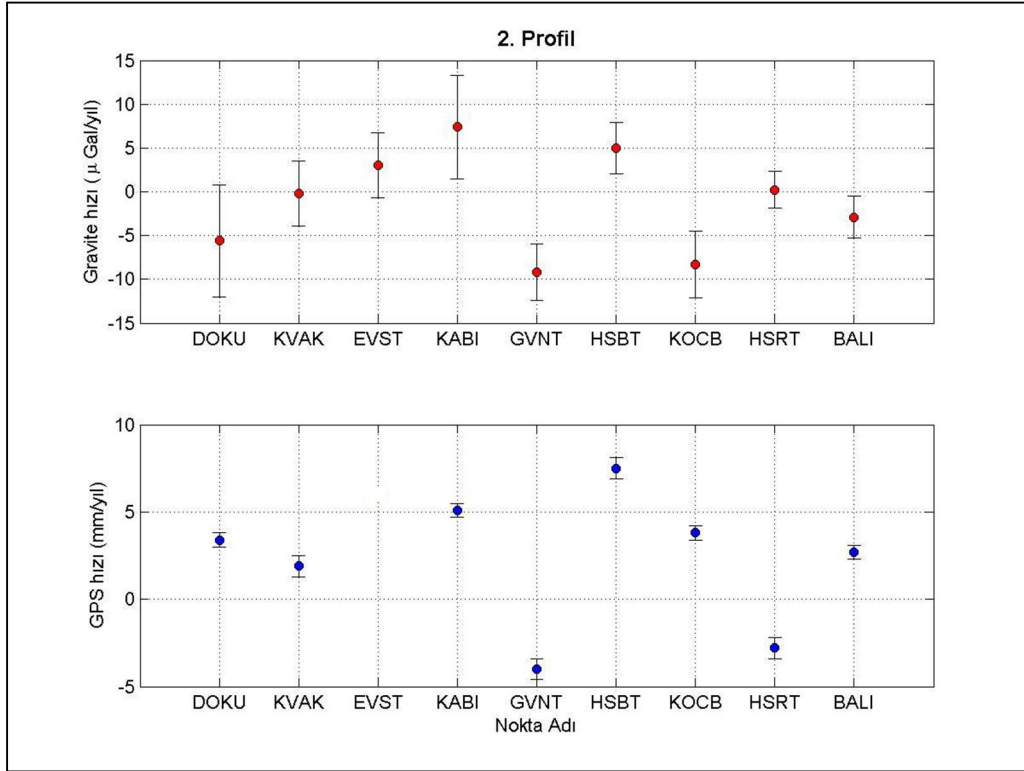 2. Profil
Gravite hızı ( μ Gal/yıl)
15
10
5
0
-5
-10
-15
DOKU KVAK EVST KABI GVNT HSBT KOCB HSRT BALI
GPS hızı (mm/yıl)
10
5
0
-5
DOKU KVAK EVST KABI GVNT HSBT KOCB HSRT BALI
Nokta Adı